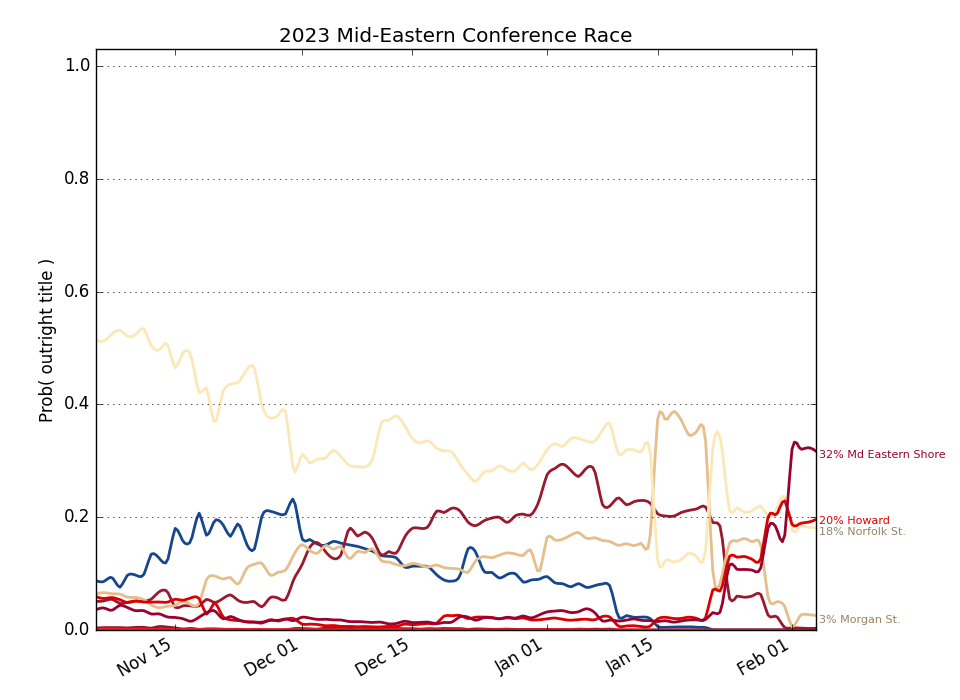 2023 Mid-Eastern Conference Race
1.0
0.8
0.6
0.4
0.2
0.0
Prob( outright title )
32% Md Eastern Shore
20% Howard
18% Norfolk St.
3% Morgan St.
Nov 15
Dec 01
Dec 15
Jan 01
Jan 15
Feb 01